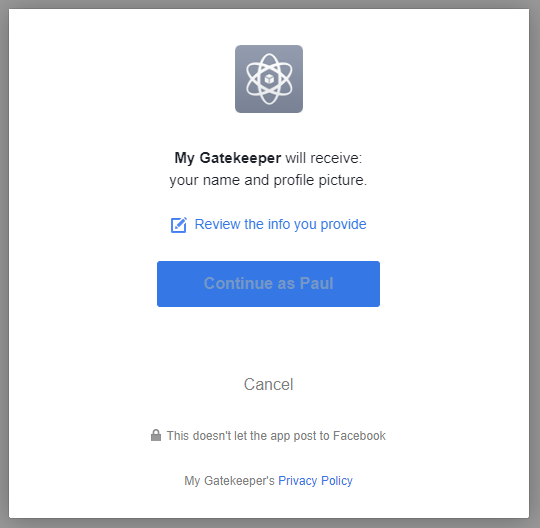 My Gatekeeper will receive:
your name and profile picture.
Review the info you provide
Continue as Paul
Cancel
This doesn't let the app post to Facebook
My Gatekeeper's Privacy Policy